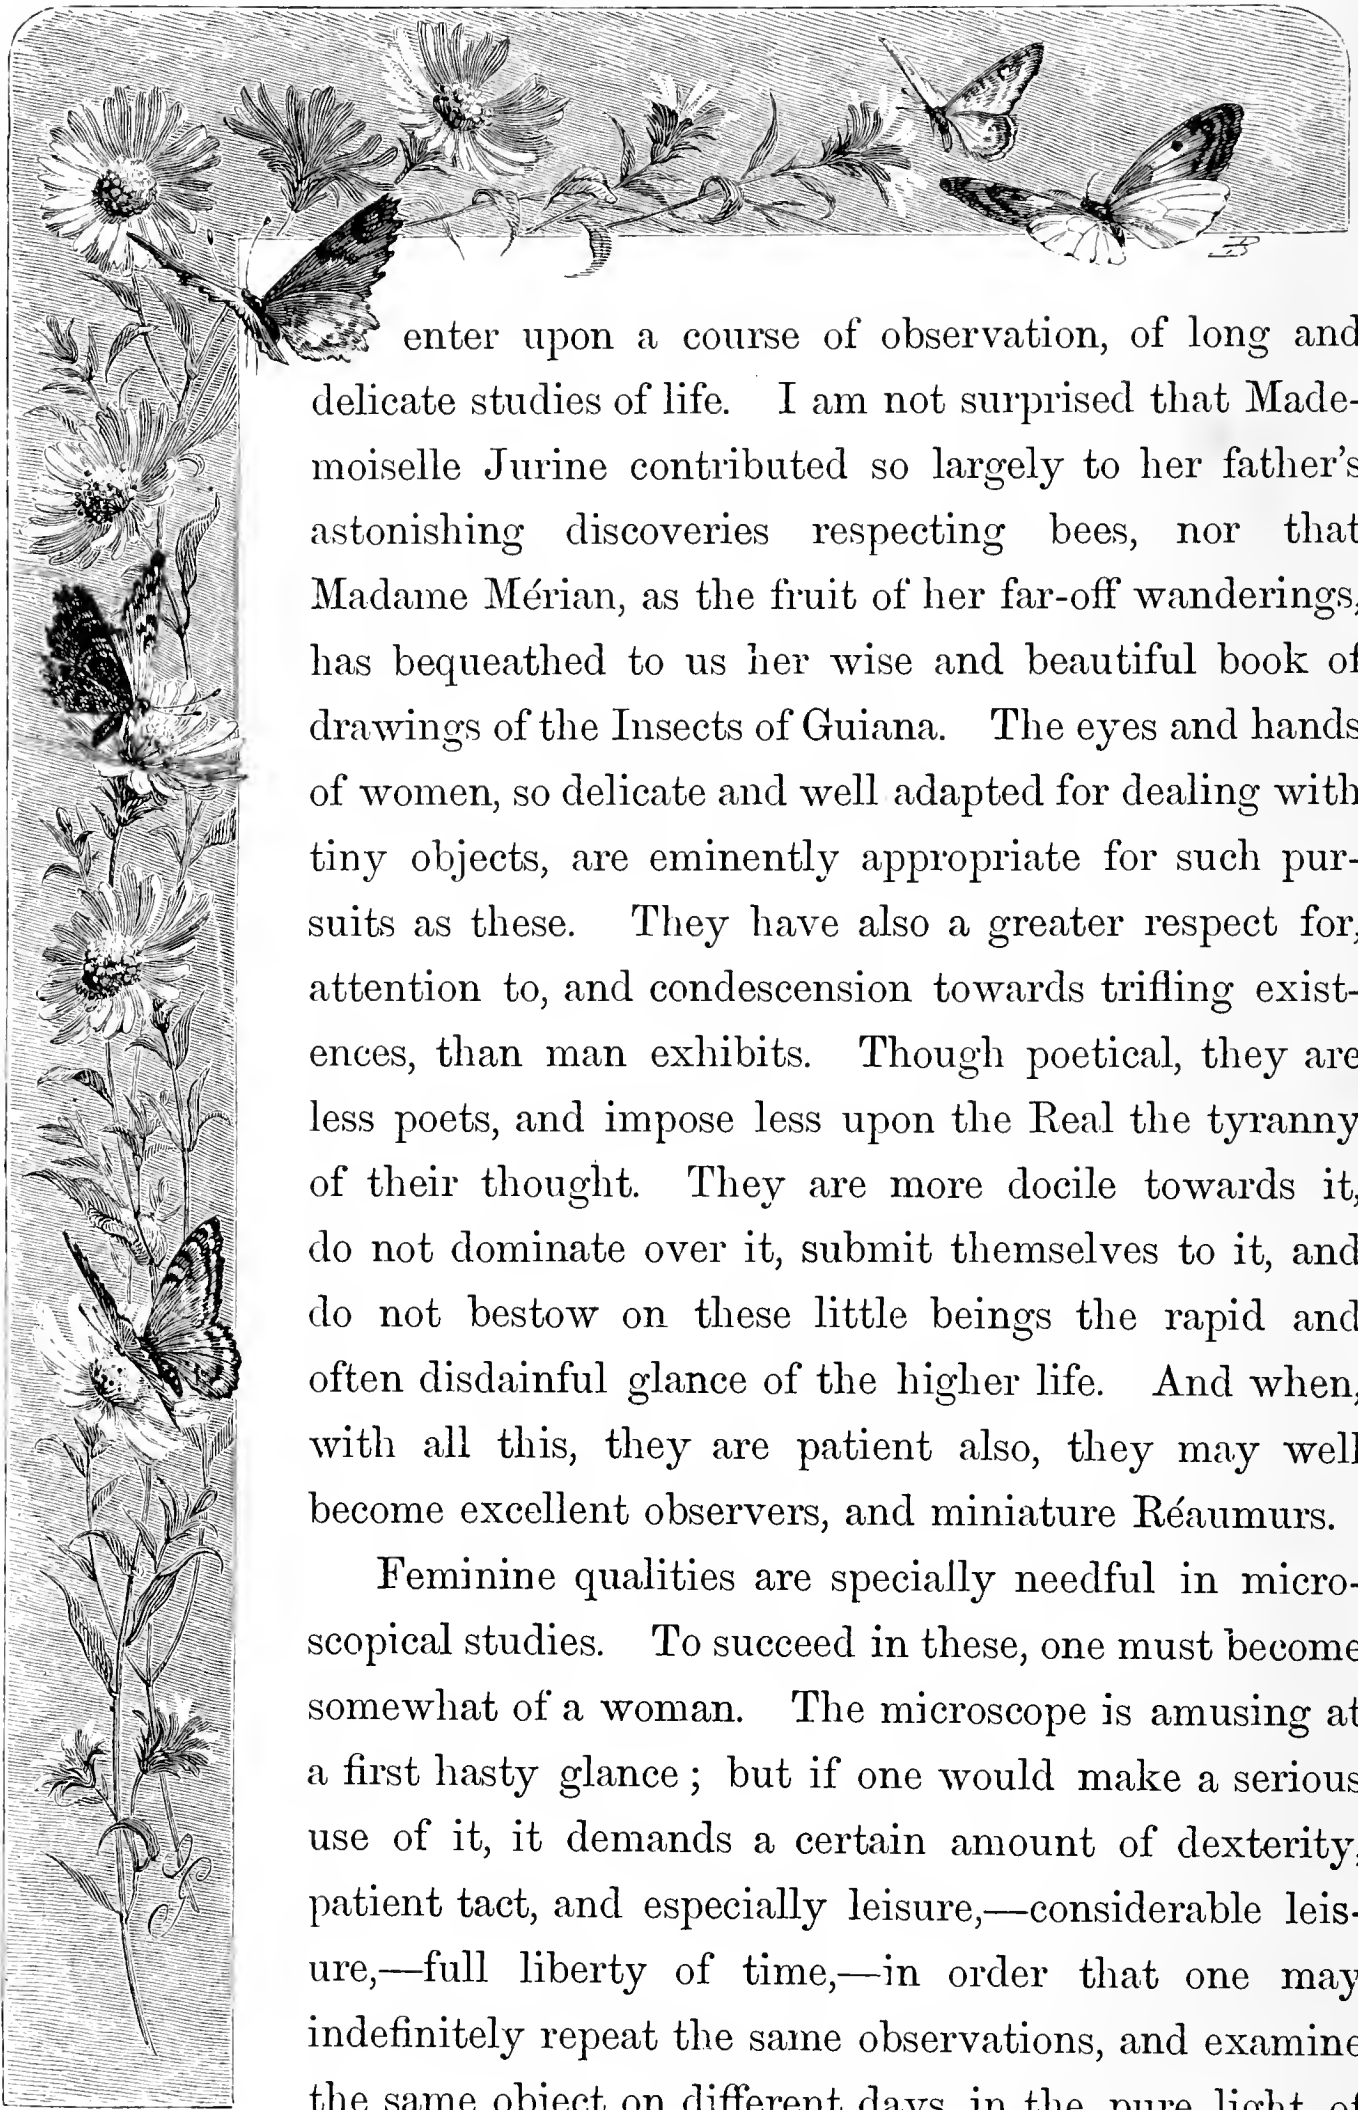 enter upon a course of observation, of long and
delicate studies of life. I am not surprised that Made-
moiselle Jurine contributed so largely to her father's
astonishing discoveries respecting bees, nor that
Madame Mérian, as the fruit of her far-off wanderings,
has bequeathed to us her wise and beautiful book of
drawings of the Insects of Guiana. The eyes and hands
of women, so delicate and well adapted for dealing with
tiny objects, are eminently appropriate for such pur-
suits as these. They have also a greater respect for,
attention to, and condescension towards trifling exist-
ences, than man exhibits. Though poetical, they are
less poets, and impose less upon the Real the tyranny
of their thought. They are more docile towards it,
do not dominate over it, submit themselves to it, and
do not bestow on these little beings the rapid and
often disdainful glance of the higher life. And when,
with all this, they are patient also, they may well
become excellent observers, and miniature Réaumurs.
Feminine qualities are specially needful in micro-
scopical studies. To succeed in these, one must become
somewhat of a woman. The microscope is amusing at
a first hasty glance; but if one would make a serious
use of it, it demands a certain amount of dexterity,
patient tact, and especially leisure,—considerable leis-
ure,—full liberty of time,—in order that one may
indefinitely repeat the same observations, and examine
the same object on different days, in the pure light of